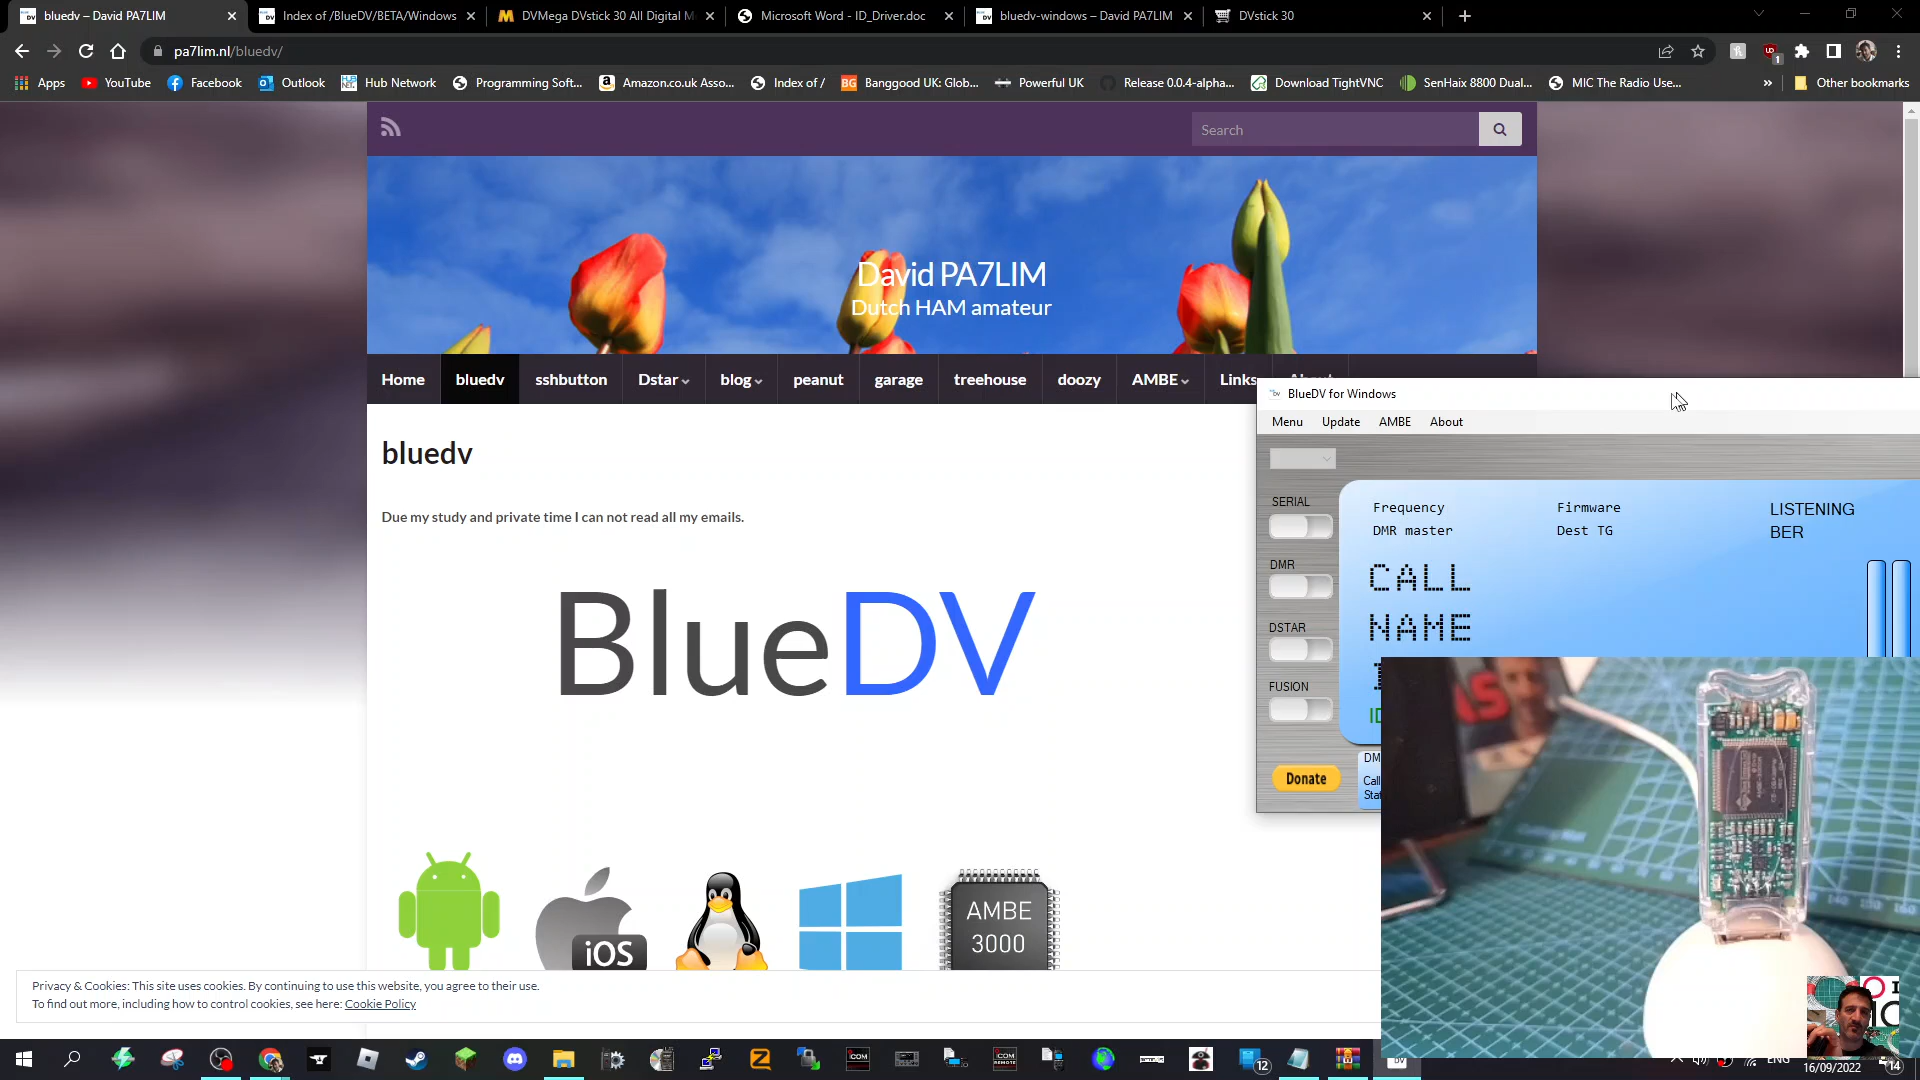 bluedv – David PA7LIM
Index of /BlueDV/BETA/Windows
DVMega DVstick 30 All Digital M
Microsoft Word - ID_Driver.doc
bluedv-windows – David PA7LIM
DVstick 30
pa7lim.nl/bluedv/
Apps
YouTube
Facebook
Outlook
Hub Network
Programming Soft...
Amazon.co.uk Asso...
Index of /
Banggood UK: Glob...
Powerful UK
Release 0.0.4-alpha...
Download TightVNC
SenHaix 8800 Dual...
MIC The Radio Use...
»
Other bookmarks
Search
David PA7LIM
Dutch HAM amateur
Home
bluedv
sshbutton
Dstar
blog
peanut
garage
treehouse
doozy
AMBE
Links
BlueDV for Windows
Menu
Update
AMBE
About
bluedv
Due my study and private time I can not read all my emails.
BlueDV
SERIAL
DMR
DSTAR
FUSION
Donate
Frequency
Firmware
LISTENING
DMR master
Dest TG
BER
CALL
NAME
ID
DM
Call
Stat
iOS
AMBE
3000
Privacy & Cookies: This site uses cookies. By continuing to use this website, you agree to their use.
To find out more, including how to control cookies, see here: Cookie Policy
12
ENG
16/09/2022
14